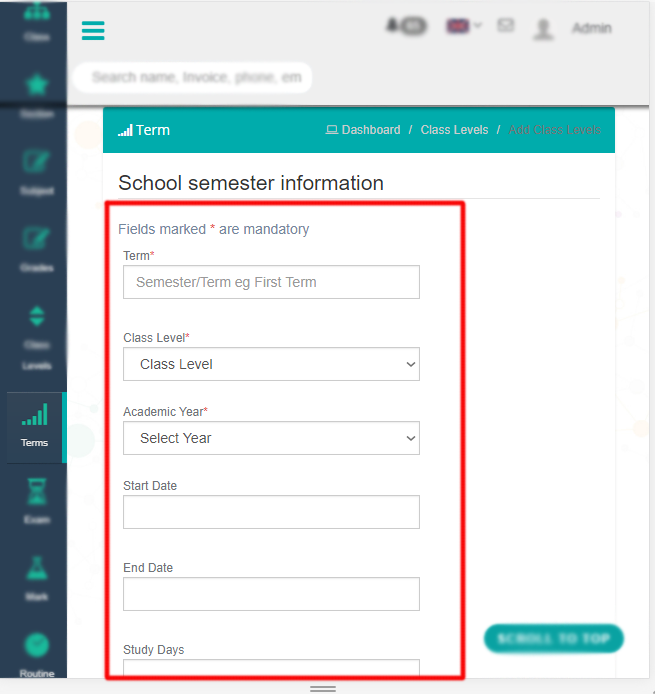 Class
Admin
Search name, Invoice, phone, em
Section
Term
Dashboard / Class Levels / Add Class Levels
Subject
School semester information
Fields marked * are mandatory
Grades
Term*
Semester/Term eg First Term
Class Level*
Class
Levels
Class Level
Academic Year*
Terms
Select Year
Start Date
Exam
End Date
Mark
SCROLL TO TOP
Study Days
Routine